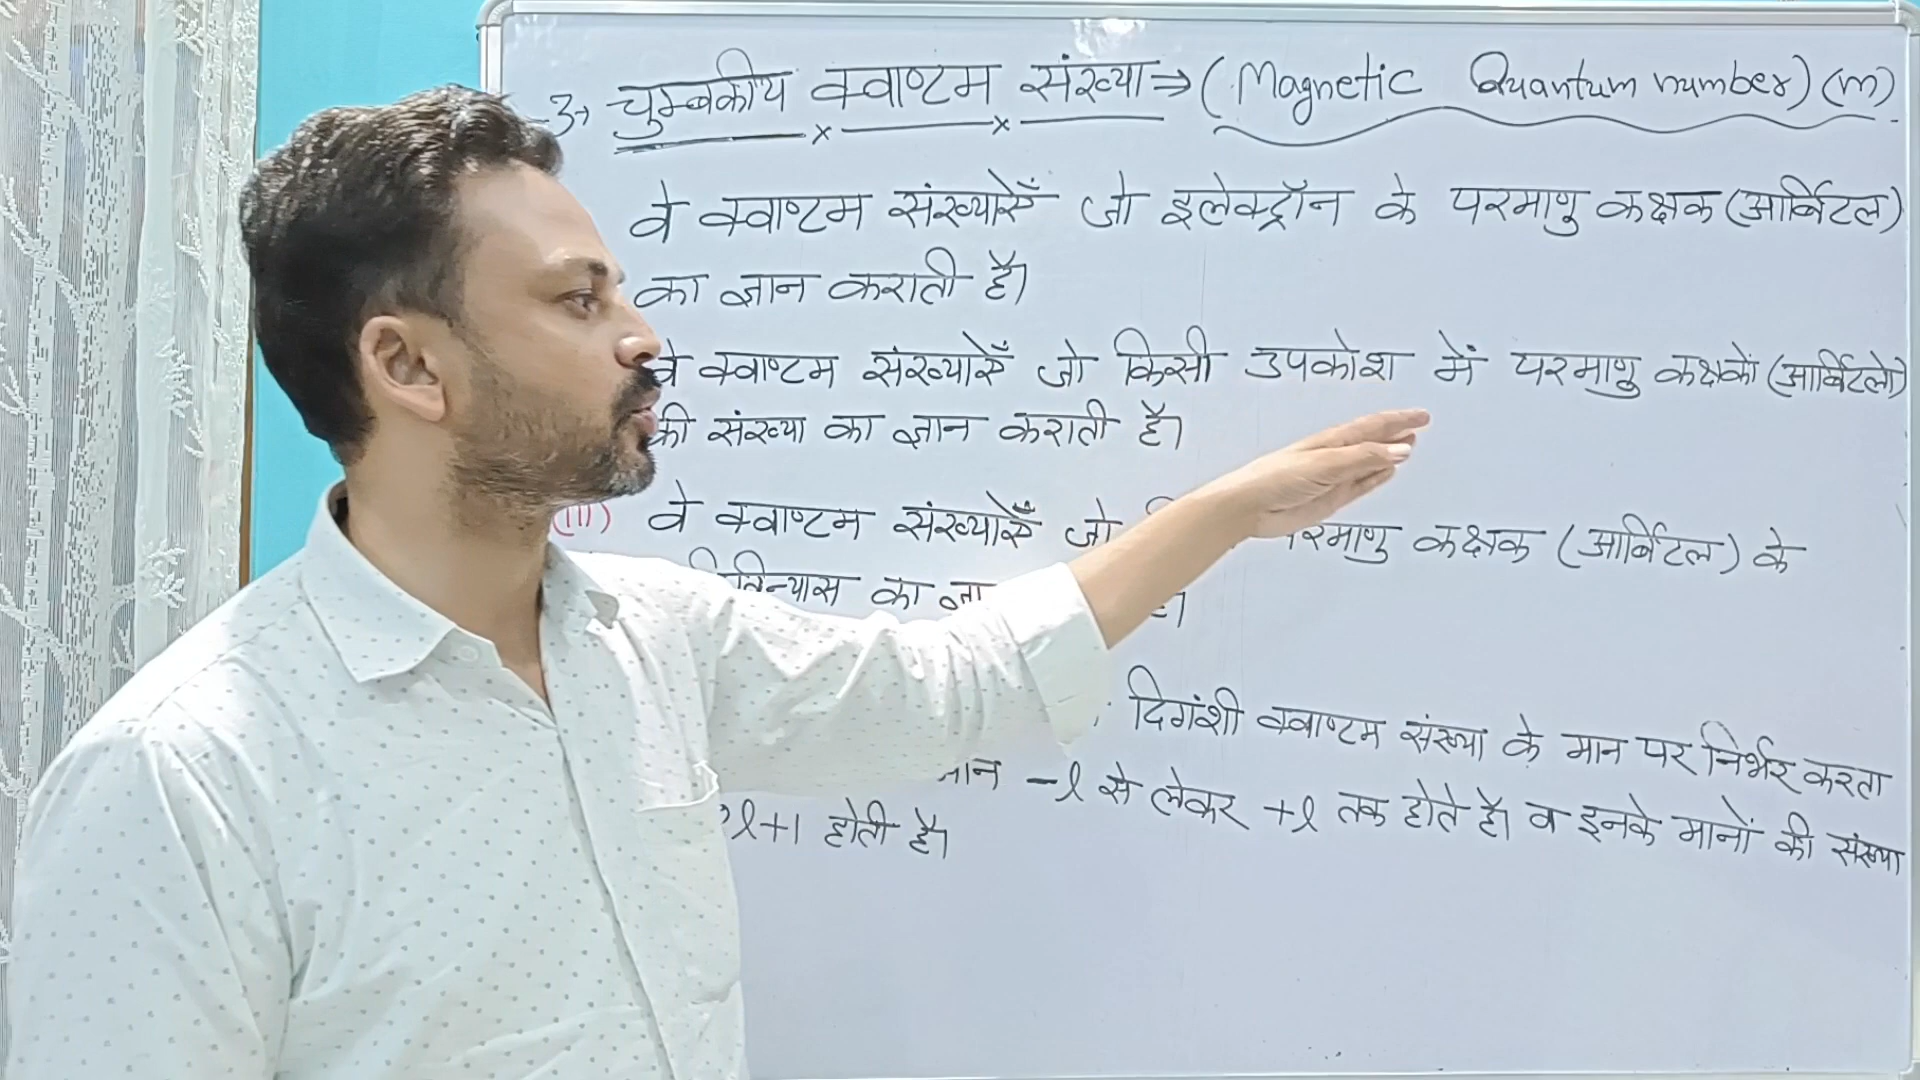 3→ चुम्बकीय क्वाण्टम संख्या → (Magnetic Quantum number) (m)
वे क्वाण्टम संख्याऐँ जो इलेक्ट्रॉन के परमाणु कक्षक (आर्बिटल)
का ज्ञान कराती है।
वे क्वाण्टम संख्याऐँ जो किसी उपकोश में परमाणु कक्षकों (आर्बिटलो)
की संख्या का ज्ञान कराती है।
(III) वे क्वाण्टम संख्याऐँ जो परमाणु कक्षक (आर्बिटल) के
विन्यास का है।
दिगंशी क्वाण्टम संख्या के मान पर निर्भर करता
मान -l से लेकर +l तक होते है। व इनके मानों की संख्या
2l+1 होती है।